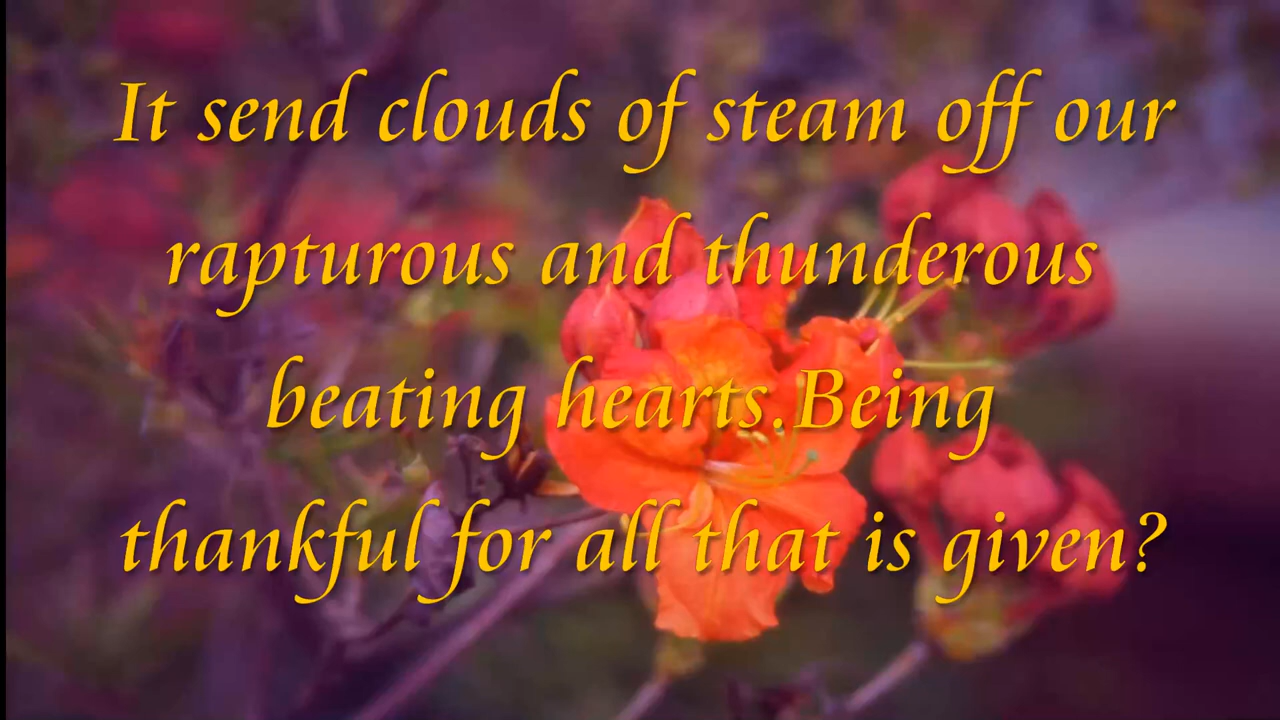 It send clouds of steam off our
rapturous and thunderous
beating hearts.Being
thankful for all that is given?